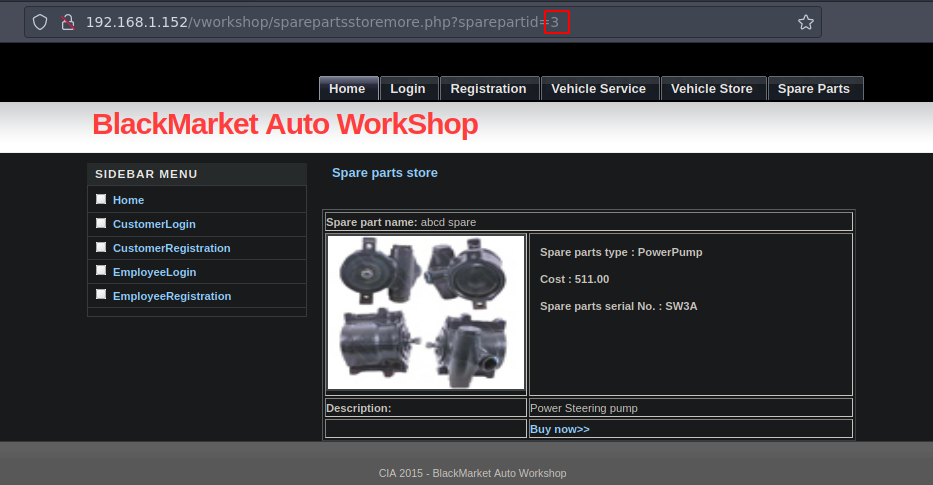 192.168.1.152/vworkshop/sparepartsstoremore.php?sparepartid=3
Home Login Registration Vehicle Service Vehicle Store Spare Parts
BlackMarket Auto WorkShop
SIDEBAR MENU
Home
CustomerLogin
CustomerRegistration
EmployeeLogin
EmployeeRegistration
Spare parts store
Spare part name: abcd spare
Spare parts type : PowerPump
Cost : 511.00
Spare parts serial No. : SW3A
Description: Power Steering pump
Buy now>>
CIA 2015 - BlackMarket Auto Workshop